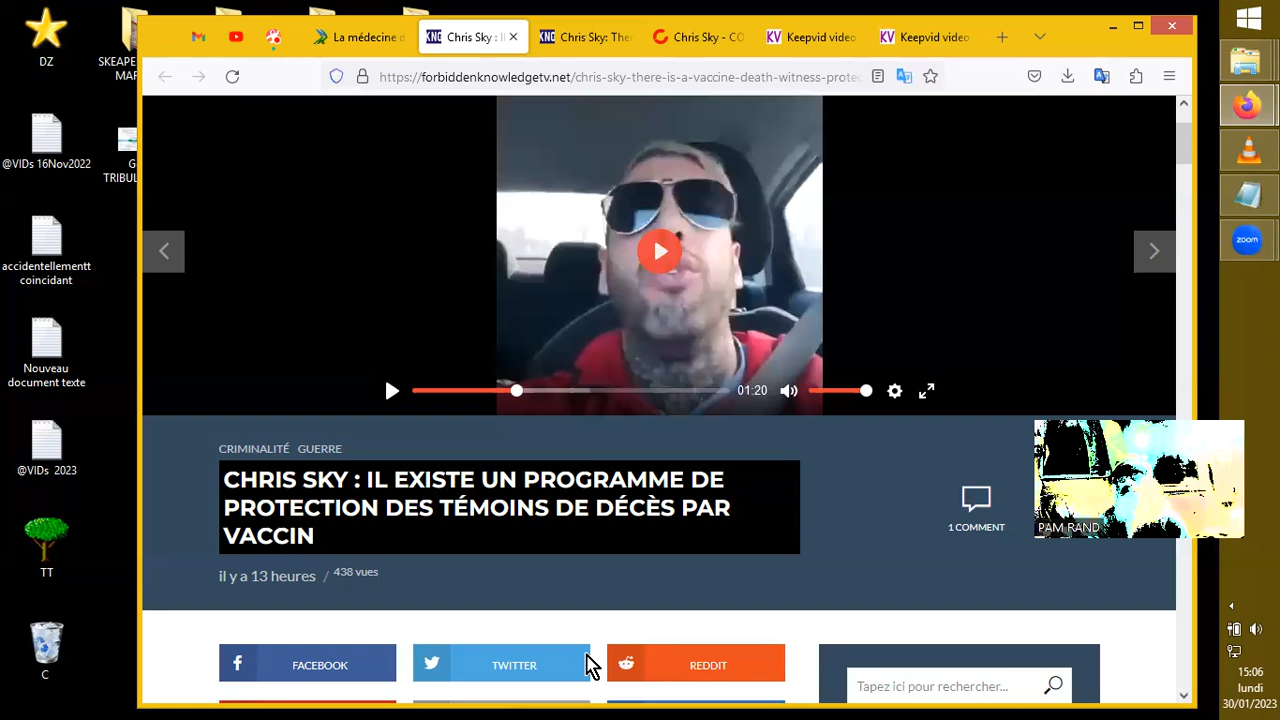 DZ
SKEAPE
MAR
La médecine d
Chris Sky : Il
Chris Sky: Ther
Chris Sky - CO
Keepvid video
Keepvid video
https://forbiddenknowledgetv.net/chris-sky-there-is-a-vaccine-death-witness-protec
@VIDs 16Nov2022
G
TRIBUL
accidentellementt
coincidant
Nouveau
document texte
@VIDs 2023
TT
C
01:20
zoom
CRIMINALITÉ GUERRE
CHRIS SKY : IL EXISTE UN PROGRAMME DE
PROTECTION DES TÉMOINS DE DÉCÈS PAR
VACCIN
il y a 13 heures / 438 vues
1 COMMENT
PAM RAND
FACEBOOK
TWITTER
REDDIT
Tapez ici pour rechercher...
15:06
lundi
30/01/2023